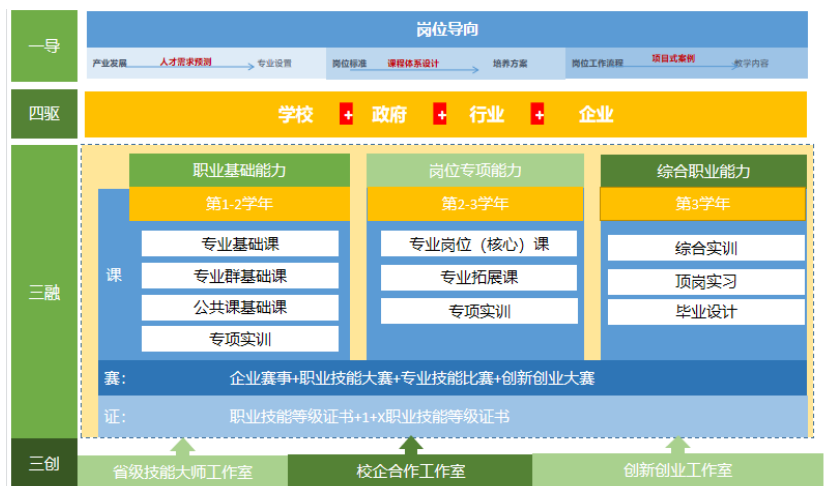 一导
岗位导向
产业发展 人才需求预测 专业设置 岗位标准 课程体系设计 培养方案 岗位工作流程 项目式案例 教学内容
四驱
学校 + 政府 + 行业 + 企业
三融
职业基础能力 岗位专项能力 综合职业能力
第1-2学年 第2-3学年 第3学年
课
专业基础课
专业群基础课
公共课基础课
专项实训
专业岗位（核心）课
专业拓展课
专项实训
综合实训
顶岗实习
毕业设计
赛： 企业赛事+职业技能大赛+专业技能比赛+创新创业大赛
证： 职业技能等级证书+1+X职业技能等级证书
三创
省级技能大师工作室 校企合作工作室 创新创业工作室